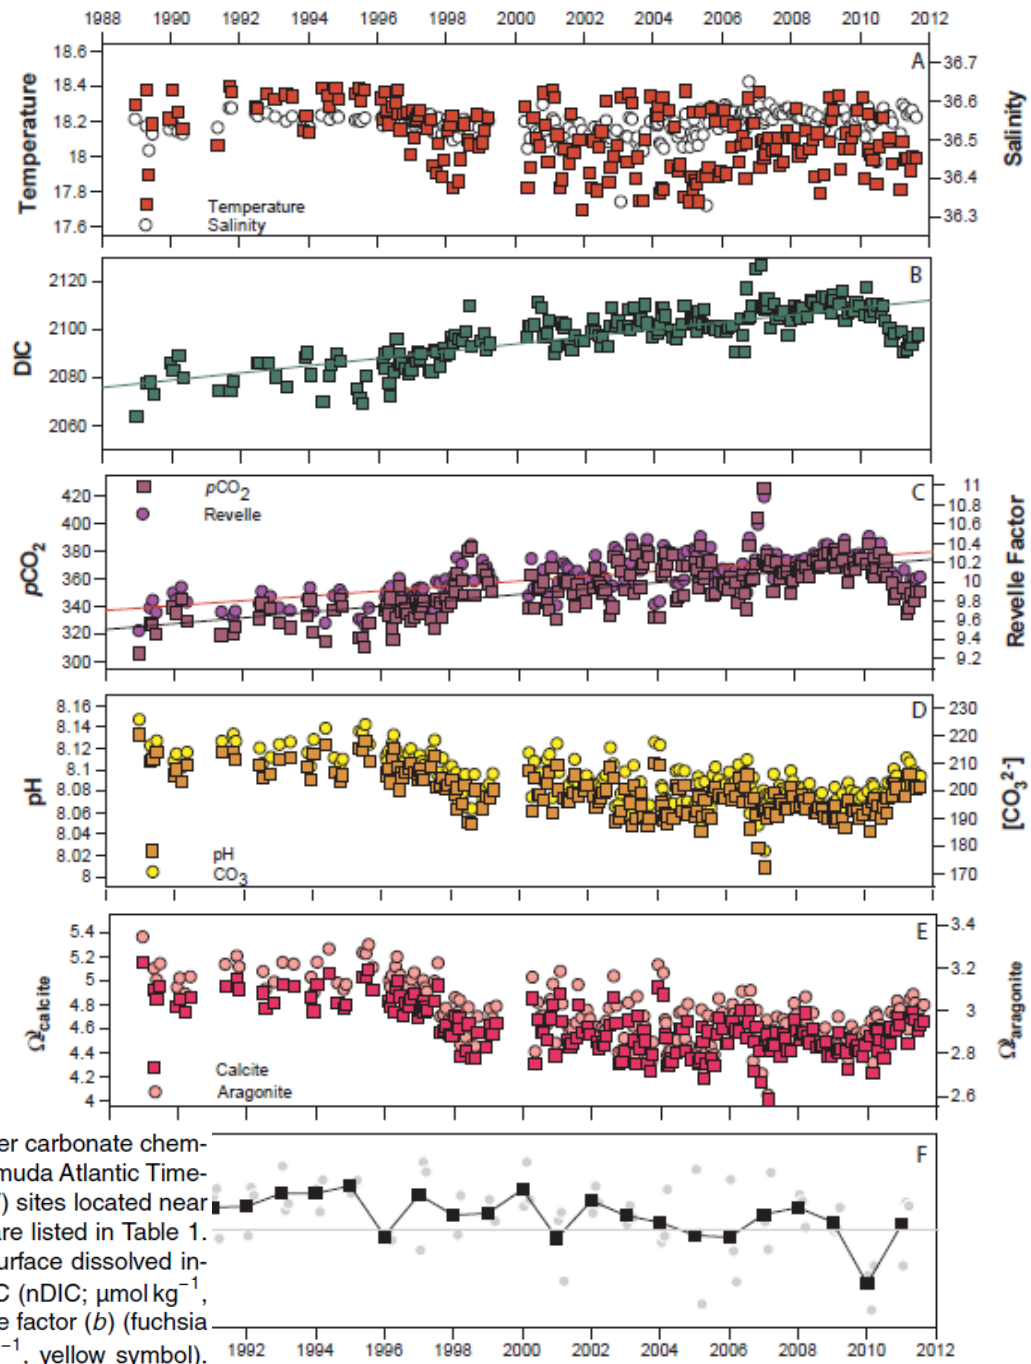 1988 1990 1992 1994 1996 1998 2000 2002 2004 2006 2008 2010 2012
Temperature
18.6
18.4
18.2
18
17.8
17.6
A
36.7
36.6
36.5
36.4
36.3
Salinity
Temperature
Salinity
DIC
2120
2100
2080
2060
B
pCO2
420
400
380
360
340
320
300
pCO2
Revelle
C
11
10.8
10.6
10.4
10.2
10
9.8
9.6
9.4
9.2
Revelle Factor
pH
8.16
8.14
8.12
8.1
8.08
8.06
8.04
8.02
8
pH
CO3
D
230
220
210
200
190
180
170
[CO3 2-]
Ωcalcite
5.4
5.2
5
4.8
4.6
4.4
4.2
4
Calcite
Aragonite
E
3.4
3.2
3
2.8
2.6
Ωaragonite
er carbonate chem-
muda Atlantic Time-
) sites located near
are listed in Table 1.
urface dissolved in-
C (nDIC; μmol kg−1,
e factor (b) (fuchsia
−1, yellow symbol).
F
1992 1994 1996 1998 2000 2002 2004 2006 2008 2010 2012